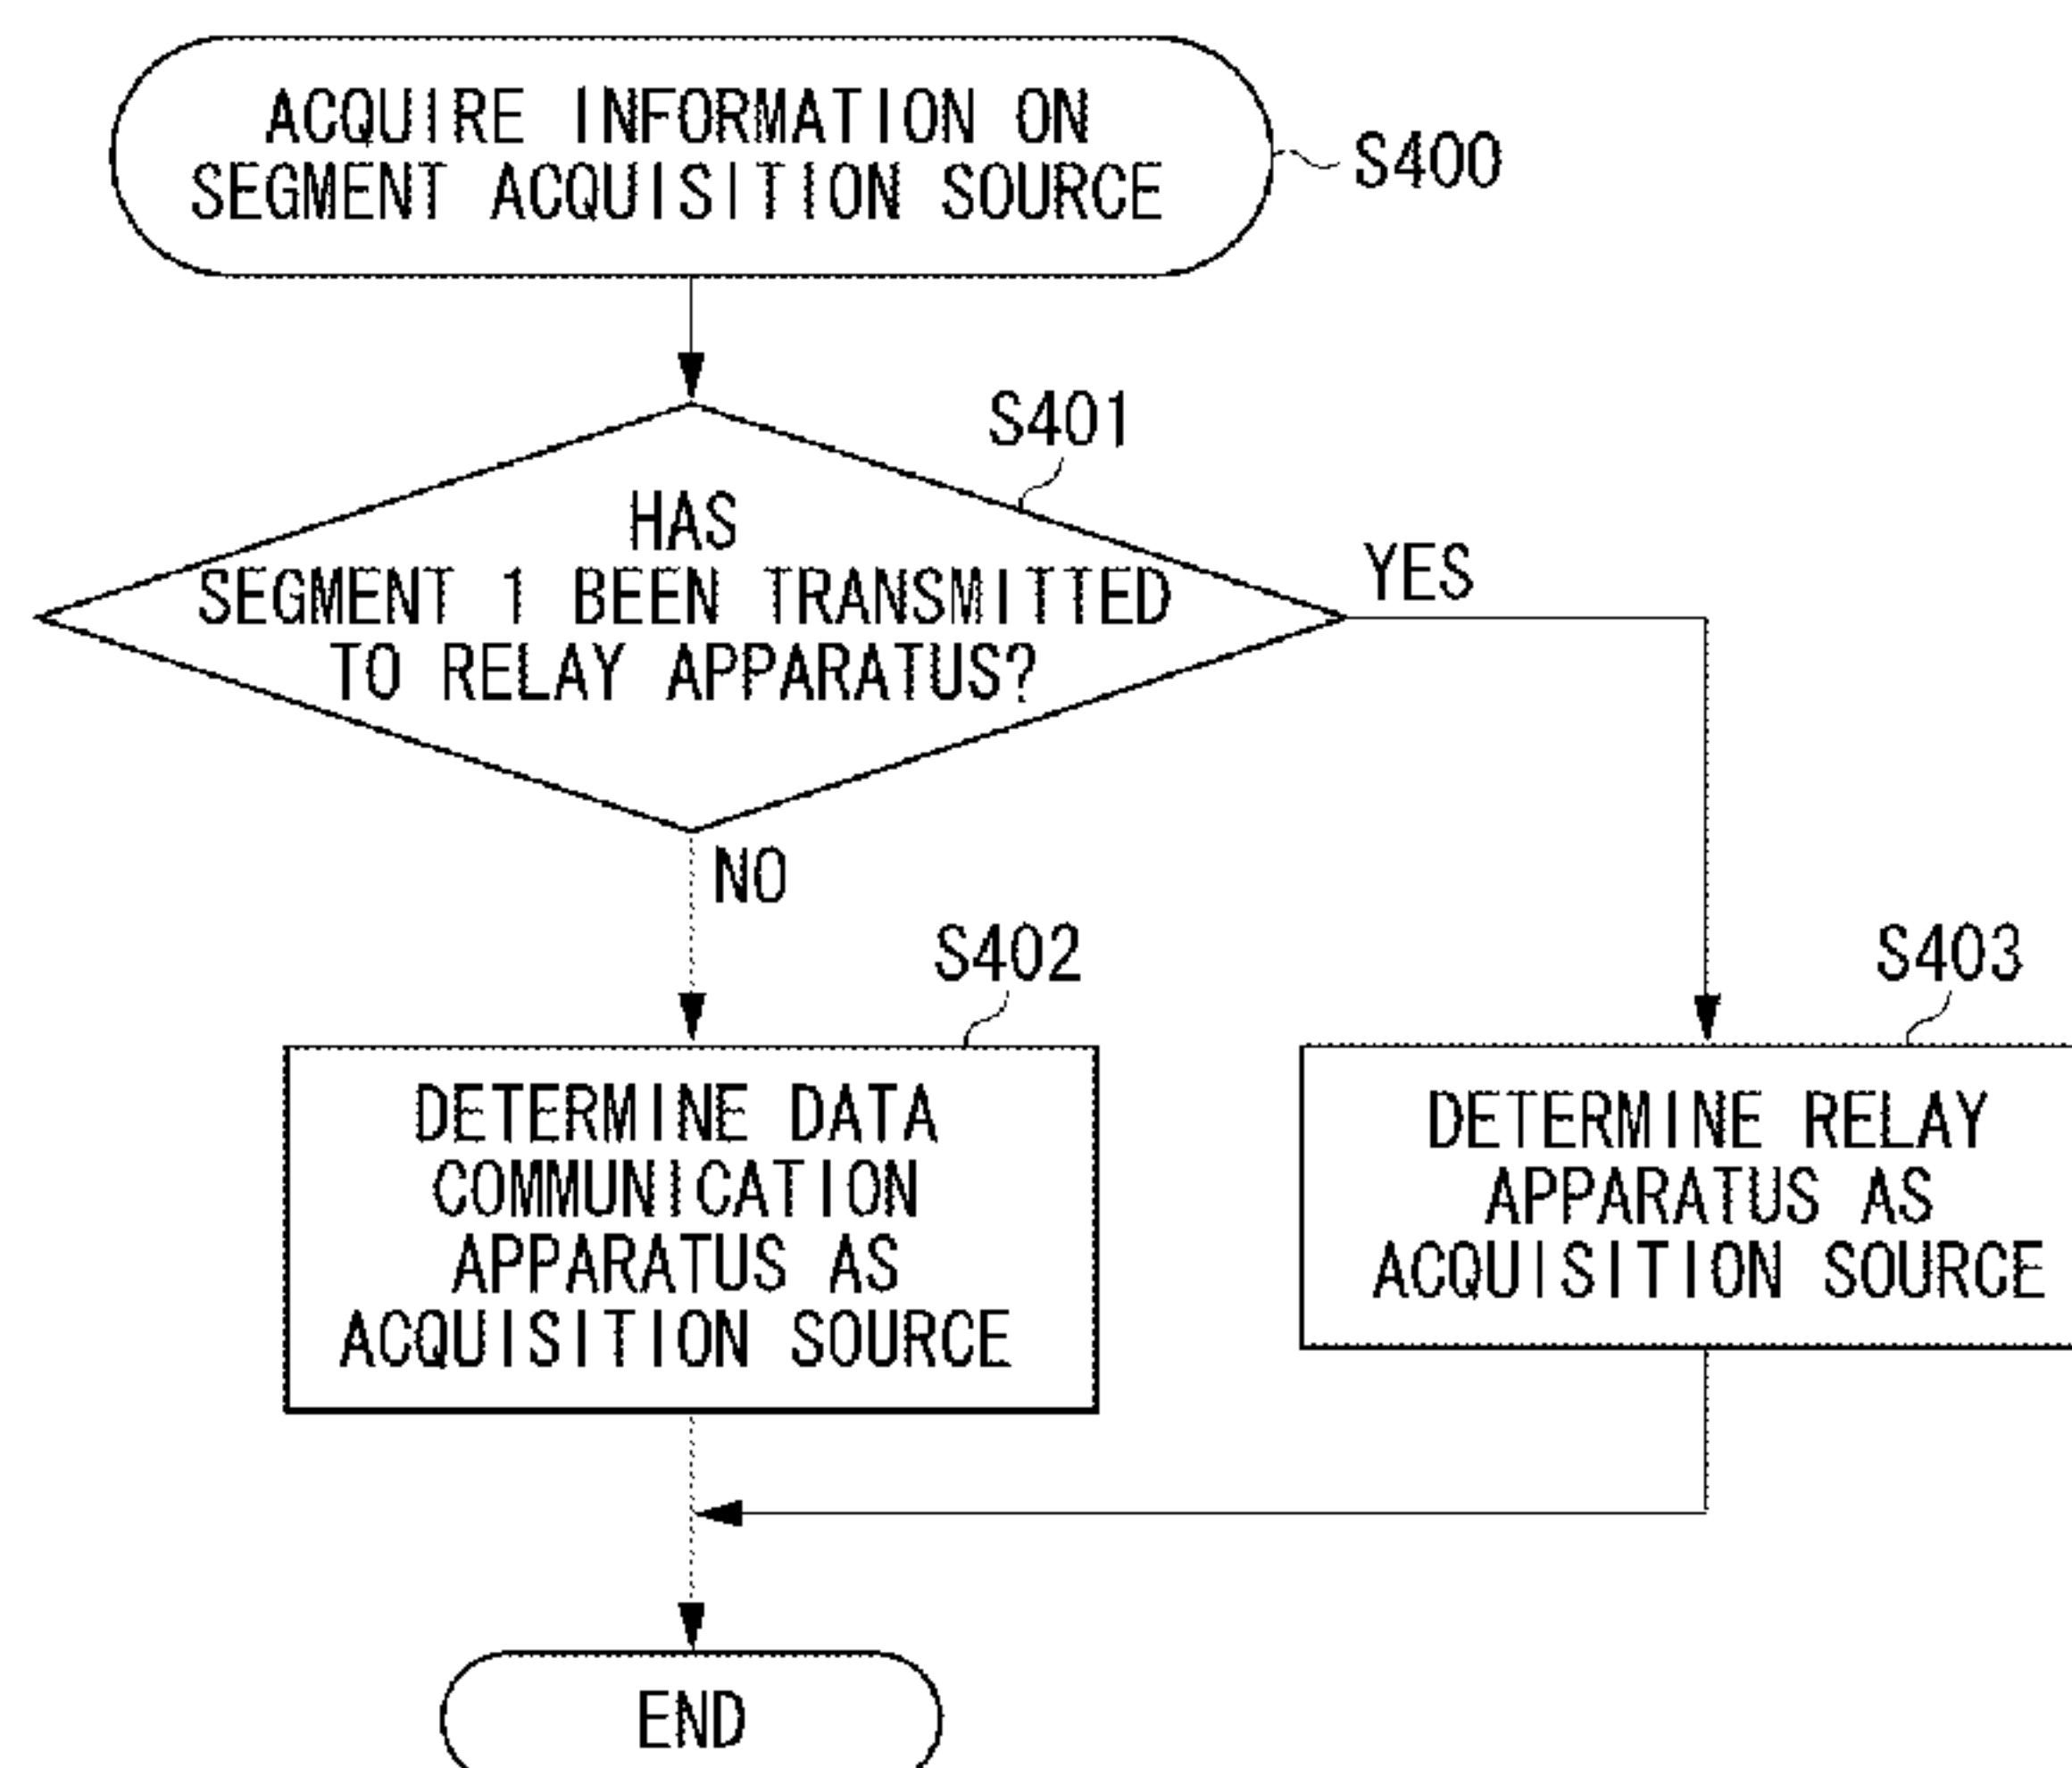 ACQUIRE INFORMATION ON
SEGMENT ACQUISITION SOURCE
S400
S401
HAS
SEGMENT 1 BEEN TRANSMITTED
TO RELAY APPARATUS?
YES
NO
S402
DETERMINE DATA
COMMUNICATION
APPARATUS AS
ACQUISITION SOURCE
S403
DETERMINE RELAY
APPARATUS AS
ACQUISITION SOURCE
END